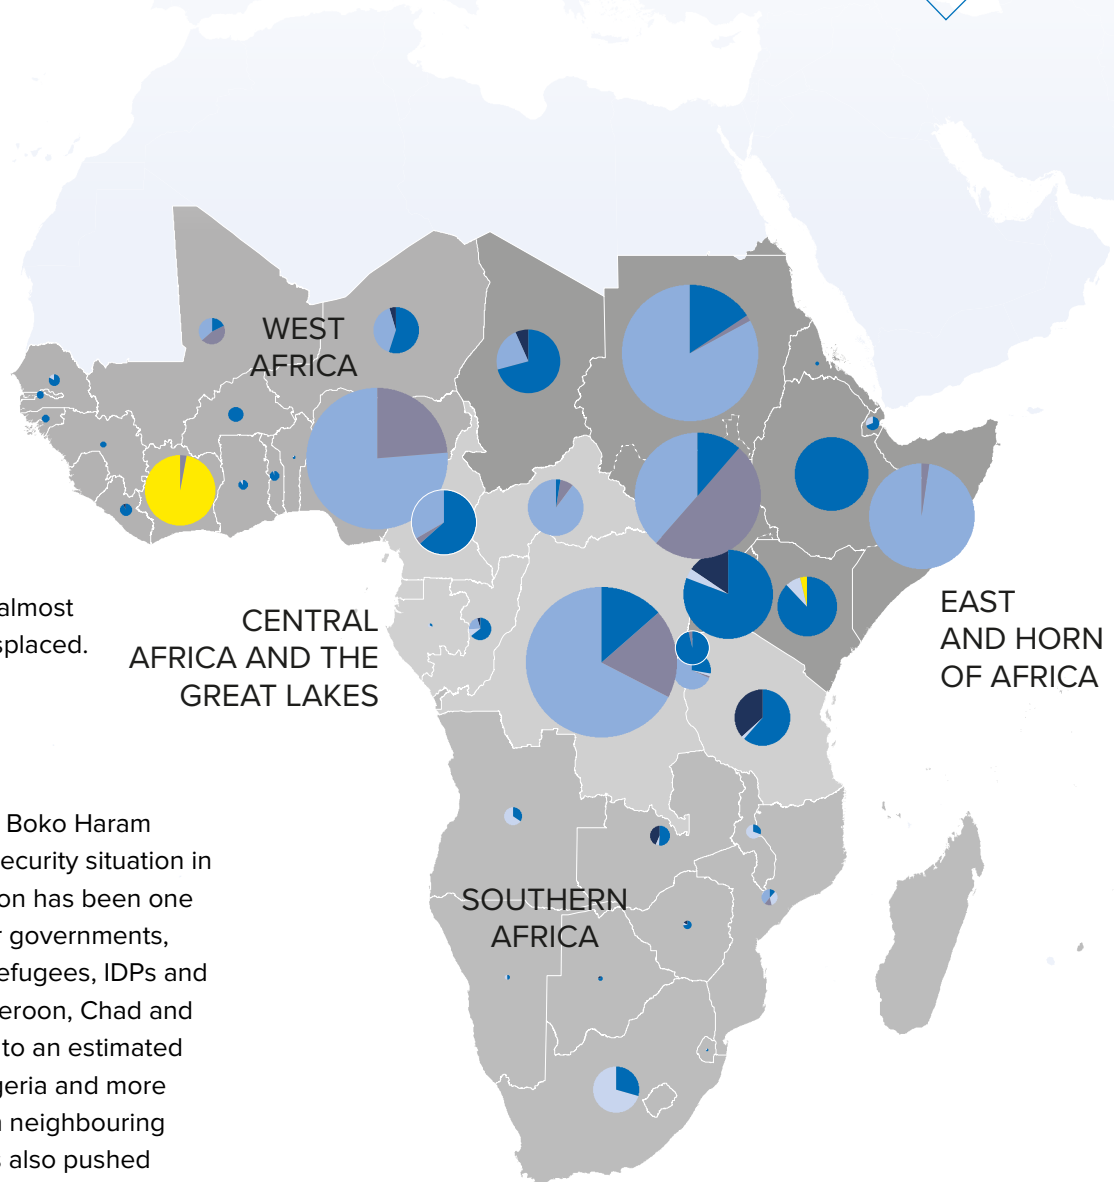 WEST
AFRICA
almost
splaced.
CENTRAL
AFRICA AND THE
GREAT LAKES
EAST
AND HORN
OF AFRICA
Boko Haram
ecurity situation in
on has been one
r governments,
efugees, IDPs and
eroon, Chad and
to an estimated
geria and more
n neighbouring
s also pushed
SOUTHERN
AFRICA